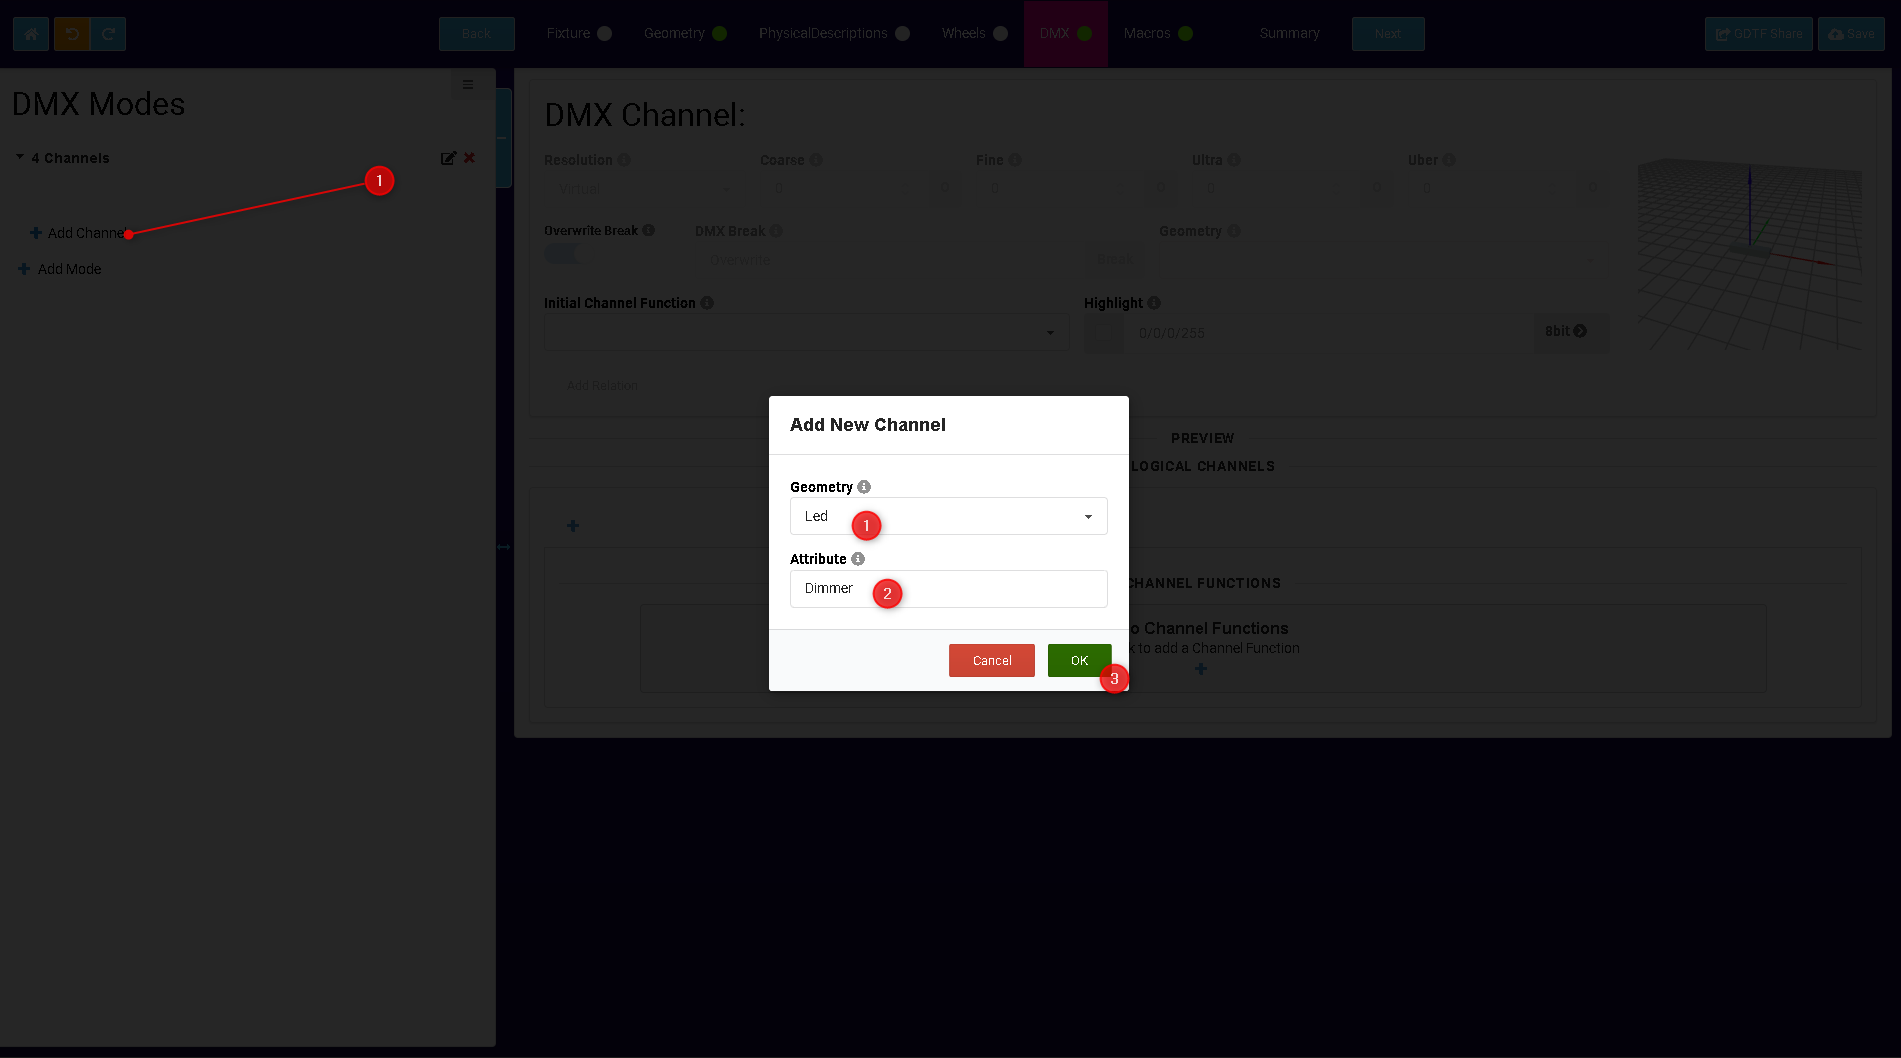 Back
Fixture
Geometry
PhysicalDescriptions
Wheels
DMX
Macros
Summary
Next
GDTF Share
Save
DMX Modes
4 Channels
1
Add Channel
Add Mode
DMX Channel:
Resolution
Coarse
Fine
Ultra
Uber
Virtual
0
0
0
0
0
0
0
0
Overwrite Break
DMX Break
Geometry
Overwrite
Break
Initial Channel Function
Highlight
0/0/0/255
8bit
Add Relation
PREVIEW
LOGICAL CHANNELS
CHANNEL FUNCTIONS
o Channel Functions
k to add a Channel Function
Add New Channel
Geometry
Led
1
Attribute
Dimmer
2
Cancel
OK
3